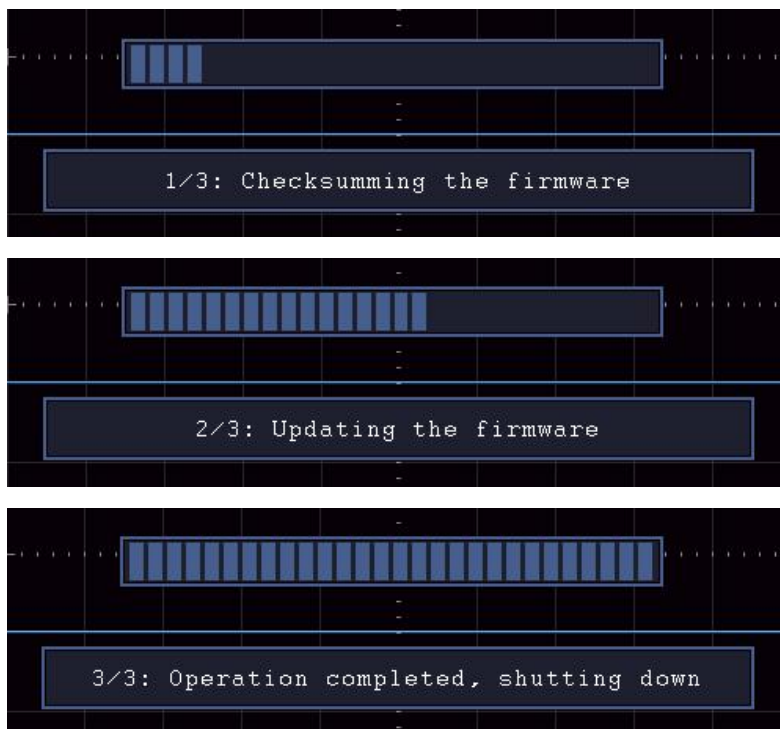 1/3: Checksumming the firmware
2/3: Updating the firmware
3/3: Operation completed, shutting down